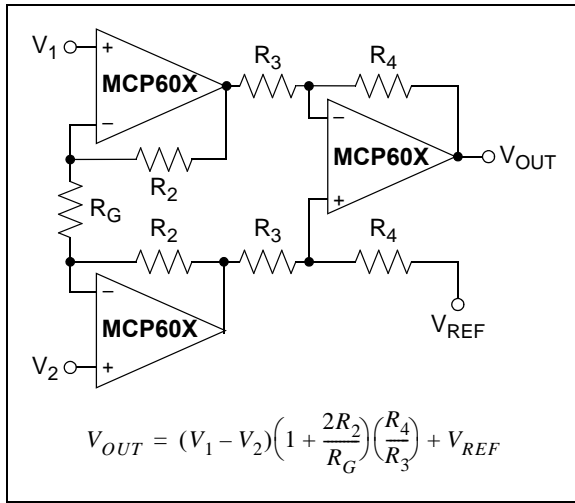 V1
MCP60X
R3
R4
R2
MCP60X
VOUT
RG
R2
R3
R4
MCP60X
VREF
V2
VOUT = (V1 – V2)(1 + 2R2/RG)(R4/R3) + VREF